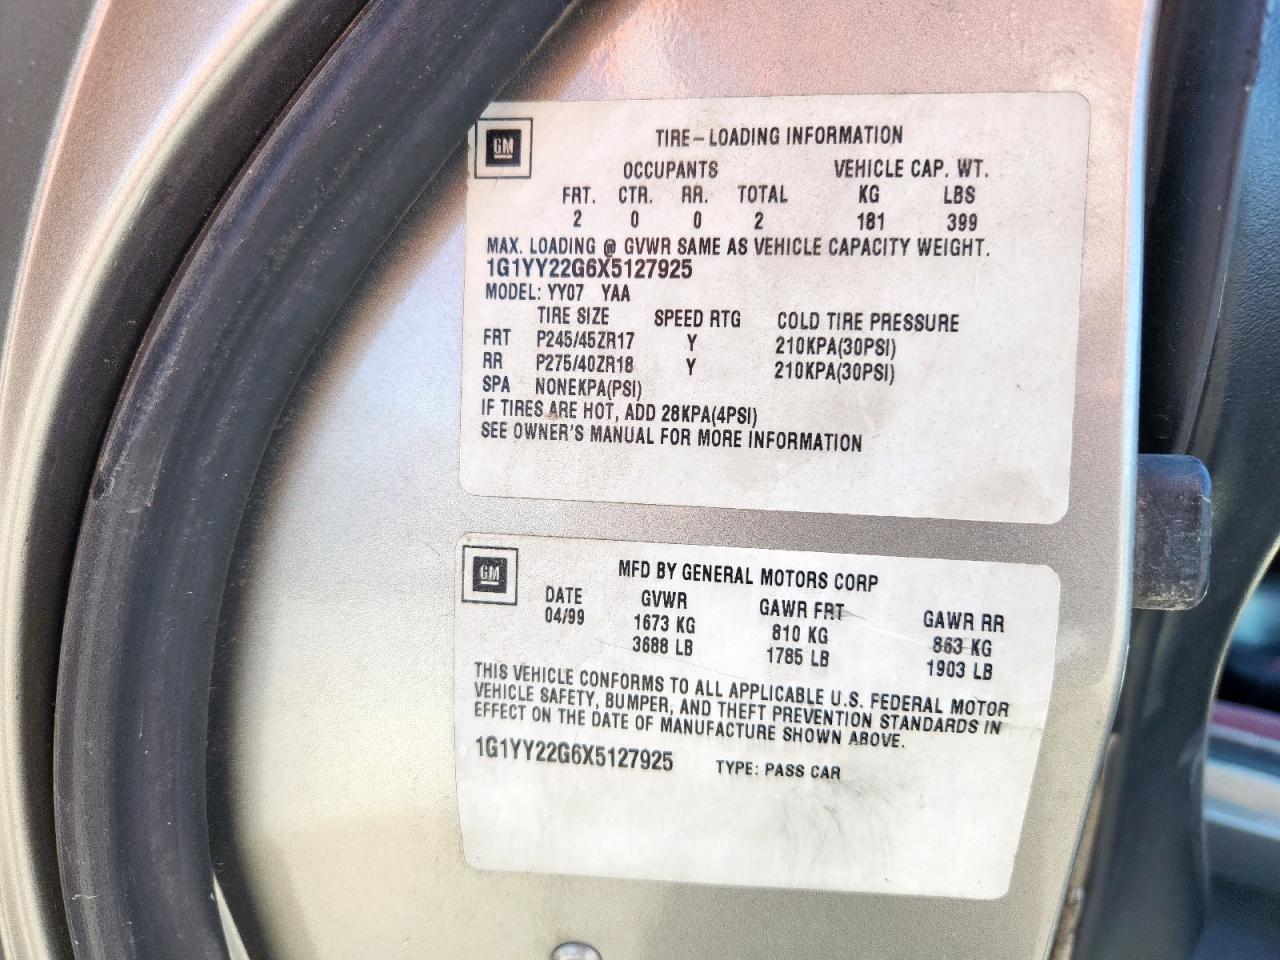 GM
TIRE-LOADING INFORMATION
OCCUPANTS VEHICLE CAP. WT.
FRT. CTR. RR. TOTAL KG LBS
2 0 0 2 181 399
MAX. LOADING @ GVWR SAME AS VEHICLE CAPACITY WEIGHT.
1G1YY22G6X5127925
MODEL: YY07 YAA
TIRE SIZE SPEED RTG COLD TIRE PRESSURE
FRT P245/45ZR17 Y 210KPA(30PSI)
RR P275/40ZR18 Y 210KPA(30PSI)
SPA NONEKPA(PSI)
IF TIRES ARE HOT, ADD 28KPA(4PSI)
SEE OWNER'S MANUAL FOR MORE INFORMATION
GM
MFD BY GENERAL MOTORS CORP
DATE GVWR GAWR FRT GAWR RR
04/99 1673 KG 810 KG 863 KG
3688 LB 1785 LB 1903 LB
THIS VEHICLE CONFORMS TO ALL APPLICABLE U.S. FEDERAL MOTOR
VEHICLE SAFETY, BUMPER, AND THEFT PREVENTION STANDARDS IN
EFFECT ON THE DATE OF MANUFACTURE SHOWN ABOVE.
1G1YY22G6X5127925 TYPE: PASS CAR